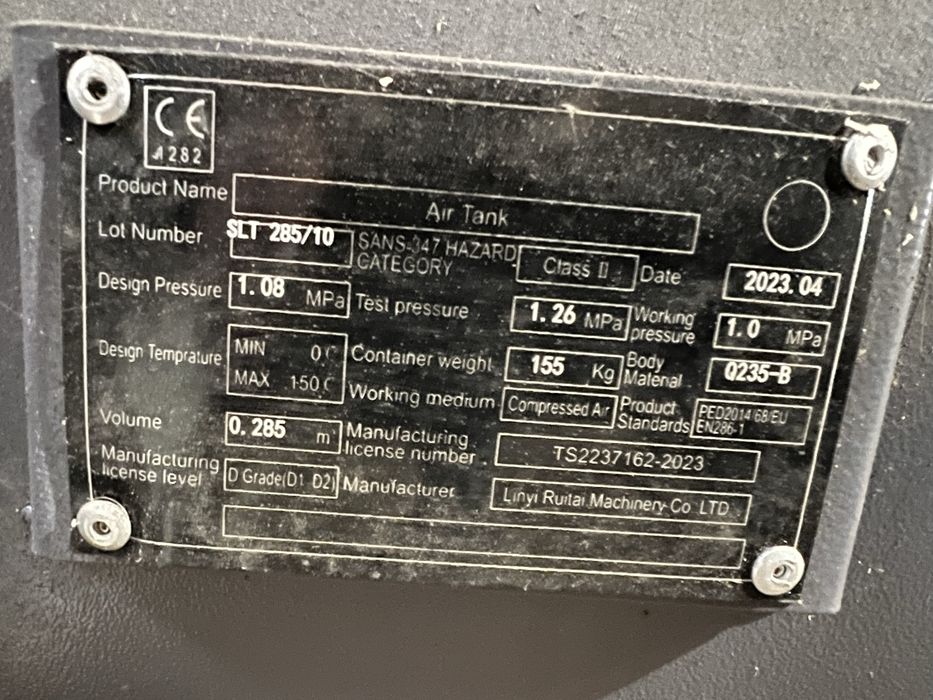 CE
1282
Product Name Air Tank
Lot Number SLT 285/10 SANS-347 HAZARD CATEGORY Class II Date 2023.04
Design Pressure 1.08 MPa Test pressure 1.26 MPa Working pressure 1.0 MPa
Design Temprature MIN 0C MAX 150C Container weight 155 Kg Body Material Q235-B
Working medium Compressed Air Product Standards PED2014/68/EU EN286-1
Volume 0.285 m Manufacturing license number TS2237162-2023
Manufacturing license level D Grade(D1 D2) Manufacturer Linyi Ruitai Machinery Co LTD